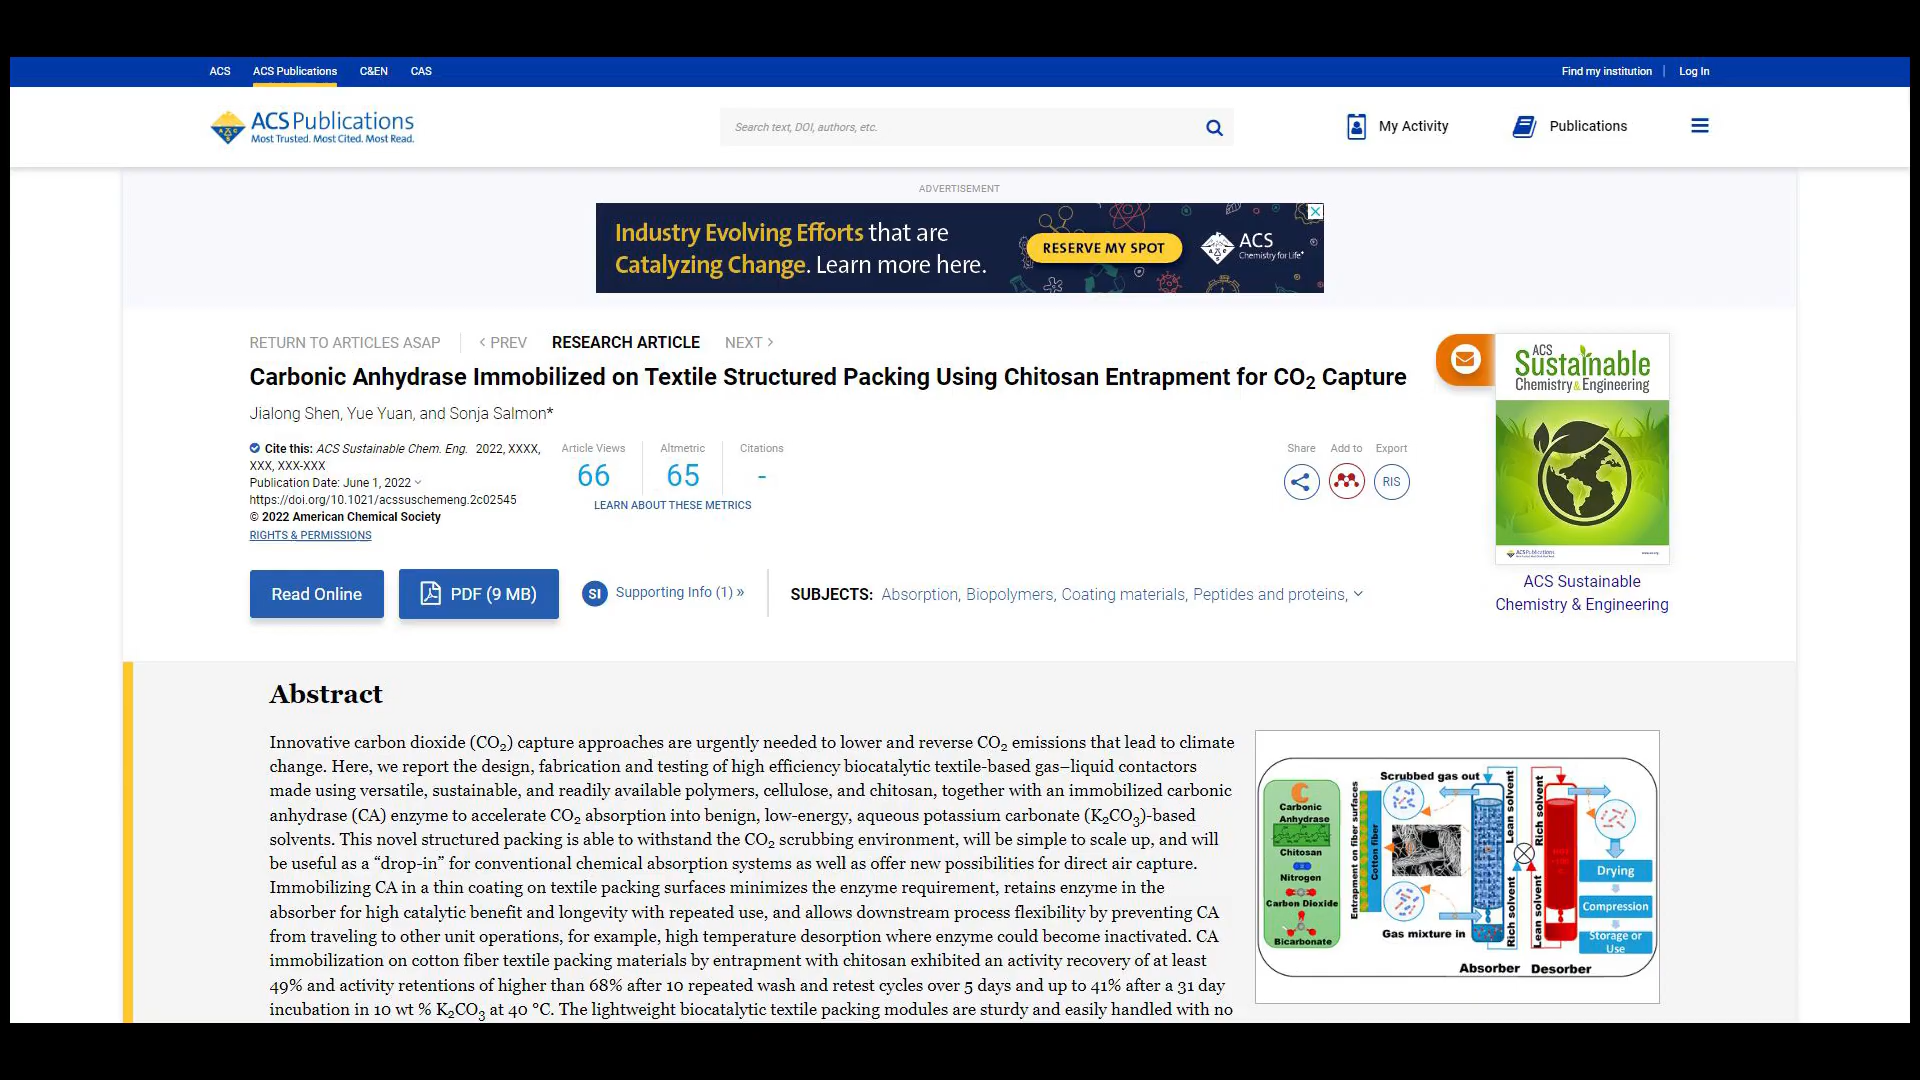 ACS ACS Publications C&EN CAS Find my institution Log In
ACS Publications
Most Trusted. Most Cited. Most Read.
Search text, DOI, authors, etc.
My Activity
Publications
ADVERTISEMENT
Industry Evolving Efforts that are
Catalyzing Change. Learn more here.
RESERVE MY SPOT
ACS
Chemistry for Life®
RETURN TO ARTICLES ASAP < PREV RESEARCH ARTICLE NEXT >
Carbonic Anhydrase Immobilized on Textile Structured Packing Using Chitosan Entrapment for CO₂ Capture
Jialong Shen, Yue Yuan, and Sonja Salmon*
Cite this: ACS Sustainable Chem. Eng. 2022, XXXX,
XXX, XXX-XXX
Publication Date: June 1, 2022
https://doi.org/10.1021/acssuschemeng.2c02545
© 2022 American Chemical Society
RIGHTS & PERMISSIONS
Article Views Altmetric Citations
66 65 -
LEARN ABOUT THESE METRICS
Share Add to Export
RIS
ACS
Sustainable
Chemistry & Engineering
ACS Publications
ACS Sustainable
Chemistry & Engineering
Read Online
PDF (9 MB)
SI Supporting Info (1) »
SUBJECTS: Absorption, Biopolymers, Coating materials, Peptides and proteins,
Abstract
Innovative carbon dioxide (CO₂) capture approaches are urgently needed to lower and reverse CO₂ emissions that lead to climate
change. Here, we report the design, fabrication and testing of high efficiency biocatalytic textile-based gas–liquid contactors
made using versatile, sustainable, and readily available polymers, cellulose, and chitosan, together with an immobilized carbonic
anhydrase (CA) enzyme to accelerate CO₂ absorption into benign, low-energy, aqueous potassium carbonate (K₂CO₃)-based
solvents. This novel structured packing is able to withstand the CO₂ scrubbing environment, will be simple to scale up, and will
be useful as a “drop-in” for conventional chemical absorption systems as well as offer new possibilities for direct air capture.
Immobilizing CA in a thin coating on textile packing surfaces minimizes the enzyme requirement, retains enzyme in the
absorber for high catalytic benefit and longevity with repeated use, and allows downstream process flexibility by preventing CA
from traveling to other unit operations, for example, high temperature desorption where enzyme could become inactivated. CA
immobilization on cotton fiber textile packing materials by entrapment with chitosan exhibited an activity recovery of at least
49% and activity retentions of higher than 68% after 10 repeated wash and retest cycles over 5 days and up to 41% after a 31 day
incubation in 10 wt % K₂CO₃ at 40 °C. The lightweight biocatalytic textile packing modules are sturdy and easily handled with no
Carbonic
Anhydrase
Chitosan
Nitrogen
Carbon Dioxide
Bicarbonate
Entrapment on fiber surfaces
Cotton fiber
Scrubbed gas out
Gas mixture in
Lean solvent
Rich solvent
Rich solvent
Lean solvent
Absorber Desorber
Drying
Compression
Storage or
Use